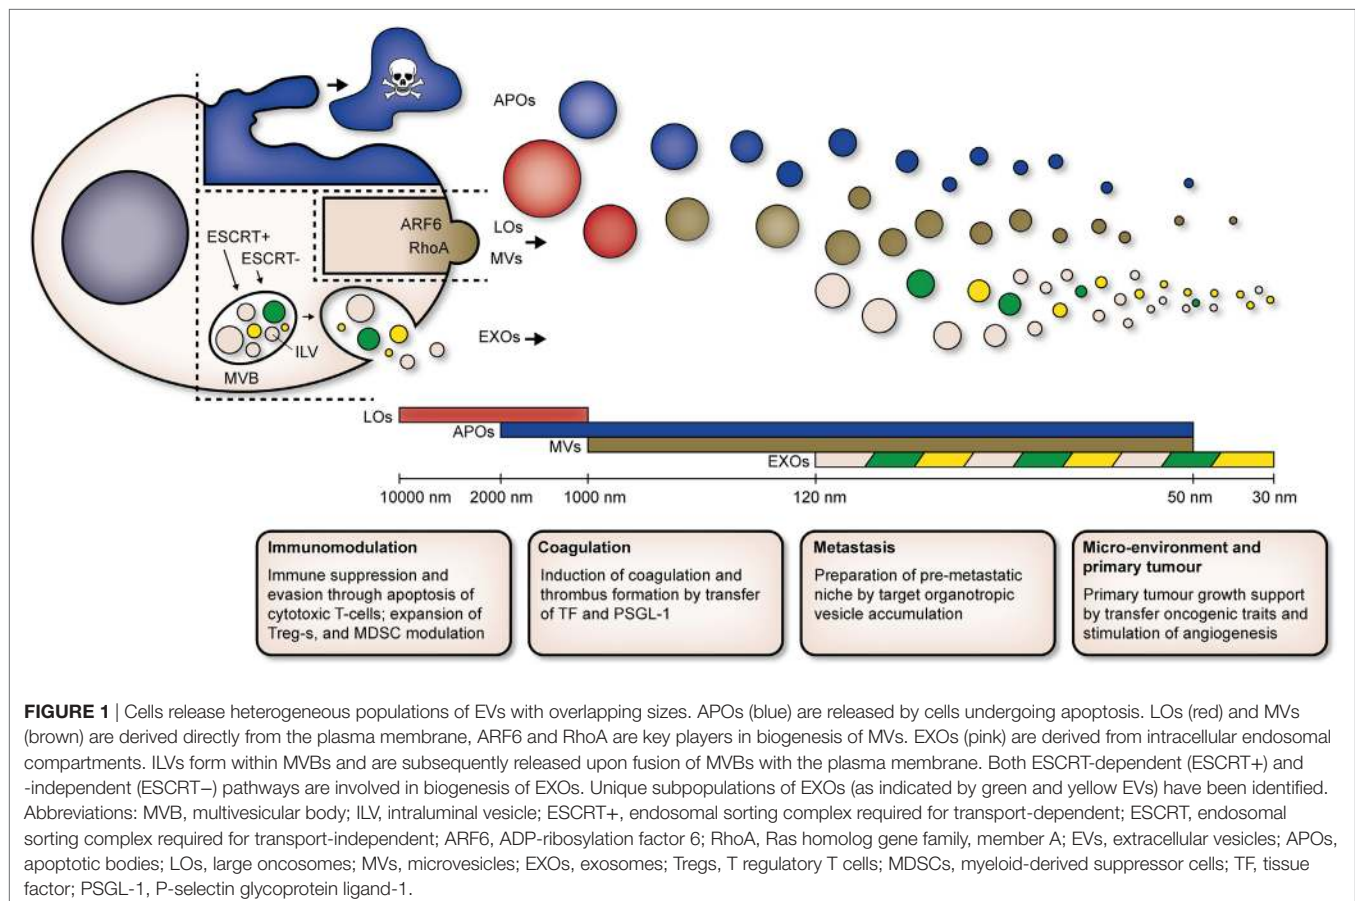 APOs
ARF6
RhoA
LOs
MVs
ESCRT+
ESCRT-
ILV
MVB
EXOs
LOs
APOs
MVs
EXOs
10000 nm 2000 nm 1000 nm 120 nm 50 nm 30 nm
Immunomodulation
Immune suppression and
evasion through apoptosis of
cytotoxic T-cells; expansion of
Treg-s, and MDSC modulation
Coagulation
Induction of coagulation and
thrombus formation by transfer
of TF and PSGL-1
Metastasis
Preparation of pre-metastatic
niche by target organotropic
vesicle accumulation
Micro-environment and
primary tumour
Primary tumour growth support
by transfer oncogenic traits and
stimulation of angiogenesis
FIGURE 1 | Cells release heterogeneous populations of EVs with overlapping sizes. APOs (blue) are released by cells undergoing apoptosis. LOs (red) and MVs
(brown) are derived directly from the plasma membrane, ARF6 and RhoA are key players in biogenesis of MVs. EXOs (pink) are derived from intracellular endosomal
compartments. ILVs form within MVBs and are subsequently released upon fusion of MVBs with the plasma membrane. Both ESCRT-dependent (ESCRT+) and
-independent (ESCRT−) pathways are involved in biogenesis of EXOs. Unique subpopulations of EXOs (as indicated by green and yellow EVs) have been identified.
Abbreviations: MVB, multivesicular body; ILV, intraluminal vesicle; ESCRT+, endosomal sorting complex required for transport-dependent; ESCRT, endosomal
sorting complex required for transport-independent; ARF6, ADP-ribosylation factor 6; RhoA, Ras homolog gene family, member A; EVs, extracellular vesicles; APOs,
apoptotic bodies; LOs, large oncosomes; MVs, microvesicles; EXOs, exosomes; Tregs, T regulatory T cells; MDSCs, myeloid-derived suppressor cells; TF, tissue
factor; PSGL-1, P-selectin glycoprotein ligand-1.